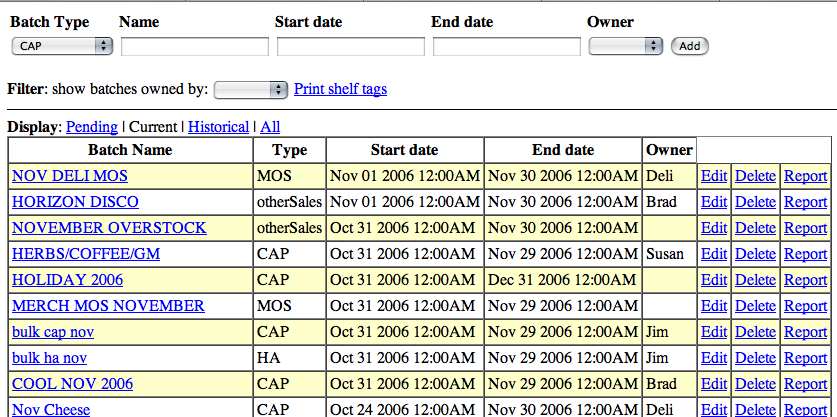 Batch Type Name Start date End date Owner
CAP Add
Filter: show batches owned by: Print shelf tags
Display: Pending | Current | Historical | All
Batch Name Type Start date End date Owner
NOV DELI MOS MOS Nov 01 2006 12:00AM Nov 30 2006 12:00AM Deli Edit Delete Report
HORIZON DISCO otherSales Nov 01 2006 12:00AM Nov 30 2006 12:00AM Brad Edit Delete Report
NOVEMBER OVERSTOCK otherSales Oct 31 2006 12:00AM Nov 30 2006 12:00AM Edit Delete Report
HERBS/COFFEE/GM CAP Oct 31 2006 12:00AM Nov 29 2006 12:00AM Susan Edit Delete Report
HOLIDAY 2006 CAP Oct 31 2006 12:00AM Dec 31 2006 12:00AM Edit Delete Report
MERCH MOS NOVEMBER MOS Oct 31 2006 12:00AM Nov 29 2006 12:00AM Edit Delete Report
bulk cap nov CAP Oct 31 2006 12:00AM Nov 29 2006 12:00AM Jim Edit Delete Report
bulk ha nov HA Oct 31 2006 12:00AM Nov 29 2006 12:00AM Jim Edit Delete Report
COOL NOV 2006 CAP Oct 31 2006 12:00AM Nov 29 2006 12:00AM Brad Edit Delete Report
Nov Cheese CAP Oct 24 2006 12:00AM Nov 30 2006 12:00AM Deli Edit Delete Report